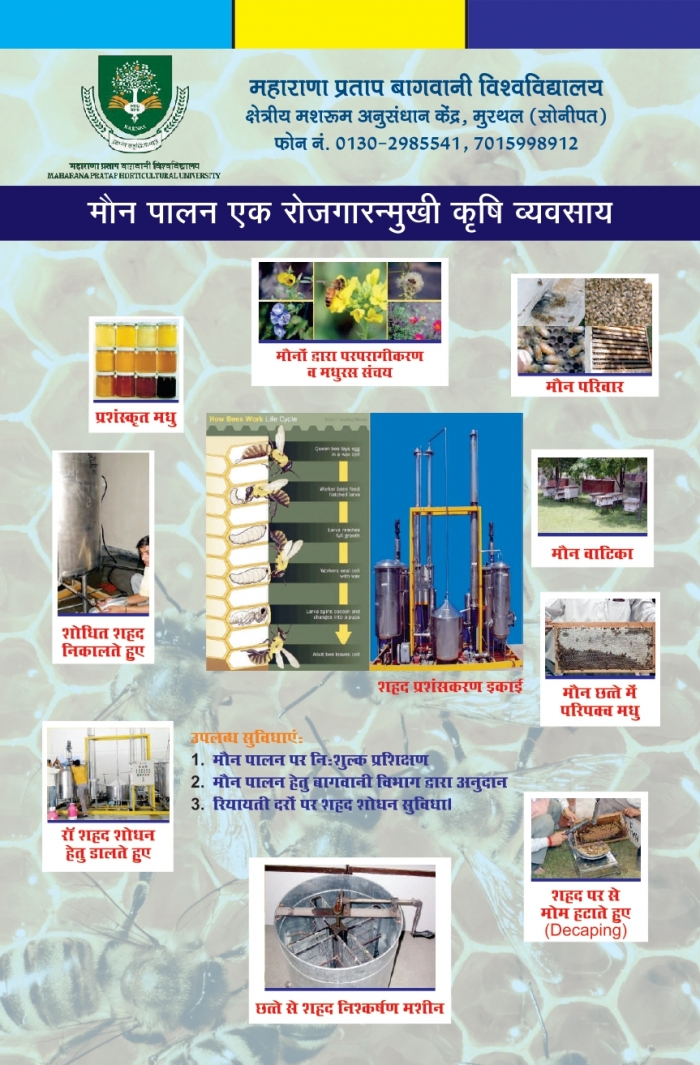 महाराणा प्रताप बागवानी विश्वविद्यालय
क्षेत्रीय मशरूम अनुसंधान केंद्र, मुरथल (सोनीपत)
फोन नं. 0130-2985541, 7015998912
महाराणा प्रताप बागवानी विश्वविद्यालय
MAHARANA PRATAP HORTICULTURAL UNIVERSITY
मौन पालन एक रोजगारन्मुखी कृषि व्यवसाय
मौनों द्वारा परपरागीकरण
व मधुरस संचय
मौन परिवार
प्रशंस्कृत मधु
How Bees Work Life Cycle
Queen bee lays egg
in a wax cell
Worker bees feed
hatched larva
Larva reaches
full growth
Workers seal cell
with wax
Larva spins cocoon and
changes into a pupa
Adult bee leaves cell
मौन वाटिका
शोधित शहद
निकालते हुए
शहद प्रशंसकरण इकाई
मौन छत्ते में
परिपक्व मधु
उपलब्ध सुविधाएं:
1. मौन पालन पर निःशुल्क प्रशिक्षण
2. मौन पालन हेतु बागवानी विभाग द्वारा अनुदान
3. रियायती दरों पर शहद शोधन सुविधा।
रॉ शहद शोधन
हेतु डालते हुए
शहद पर से
मोम हटाते हुए
(Decaping)
छत्ते से शहद निश्कर्षण मशीन